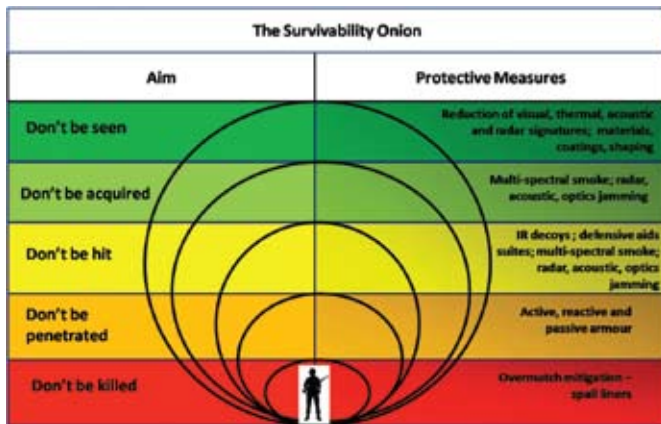 The Survivability Onion
Aim
Protective Measures
Don't be seen
Reduction of visual, thermal, acoustic
and radar signatures; materials,
coatings, shaping
Don't be acquired
Multi-spectral smoke; radar,
acoustic, optics jamming
Don't be hit
IR decoys ; defensive aids
suites; multi-spectral smoke;
radar, acoustic, optics
jamming
Don't be
penetrated
Active, reactive and
passive armour
Don't be killed
Overmatch mitigation –
spall liners